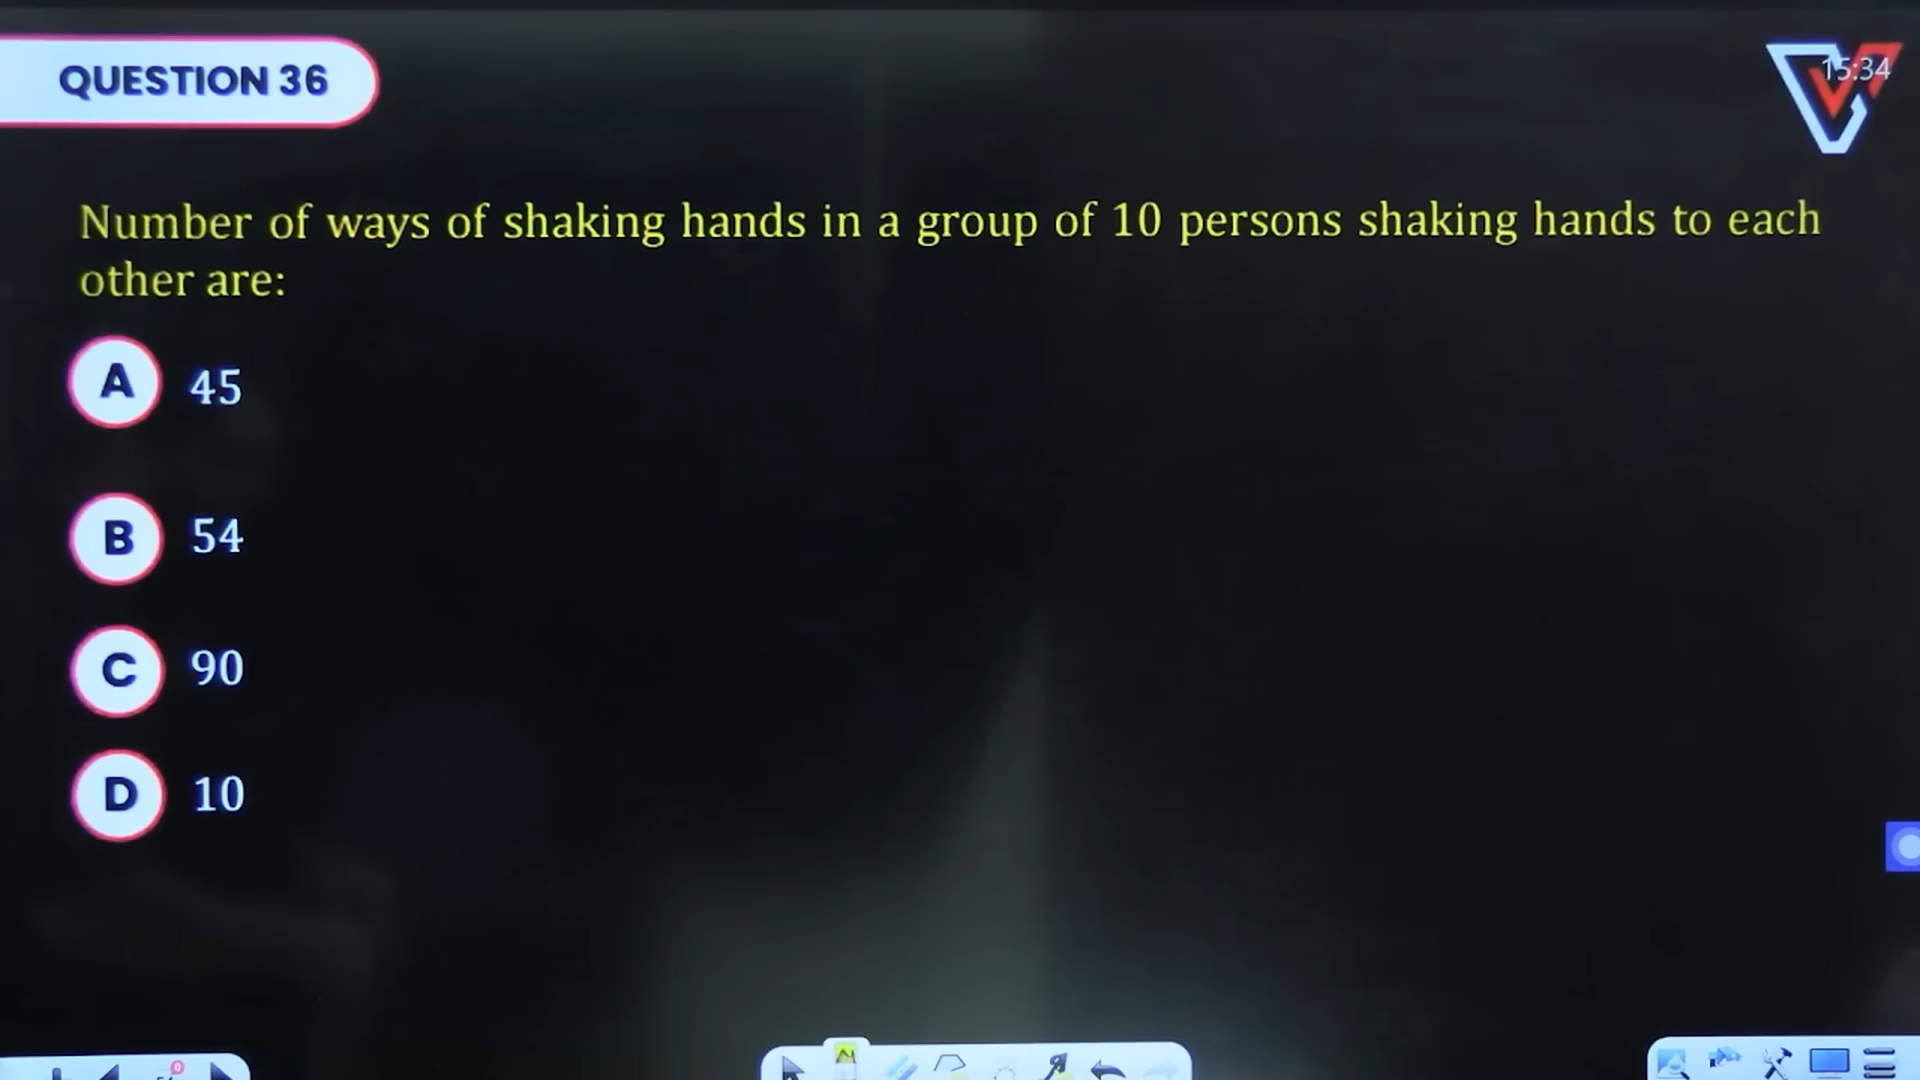 QUESTION 36
15:34
Number of ways of shaking hands in a group of 10 persons shaking hands to each
other are:
A 45
B 54
C 90
D 10
0